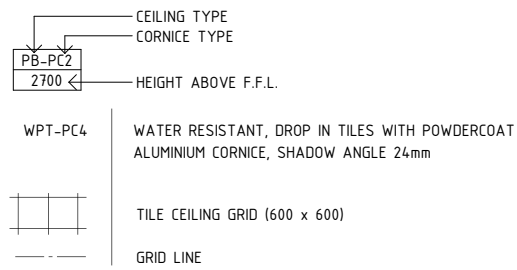 CEILING TYPE
CORNICE TYPE
PB-PC2
2700
HEIGHT ABOVE F.F.L.
WPT-PC4
WATER RESISTANT, DROP IN TILES WITH POWDERCOAT
ALUMINIUM CORNICE, SHADOW ANGLE 24mm
TILE CEILING GRID (600 x 600)
GRID LINE